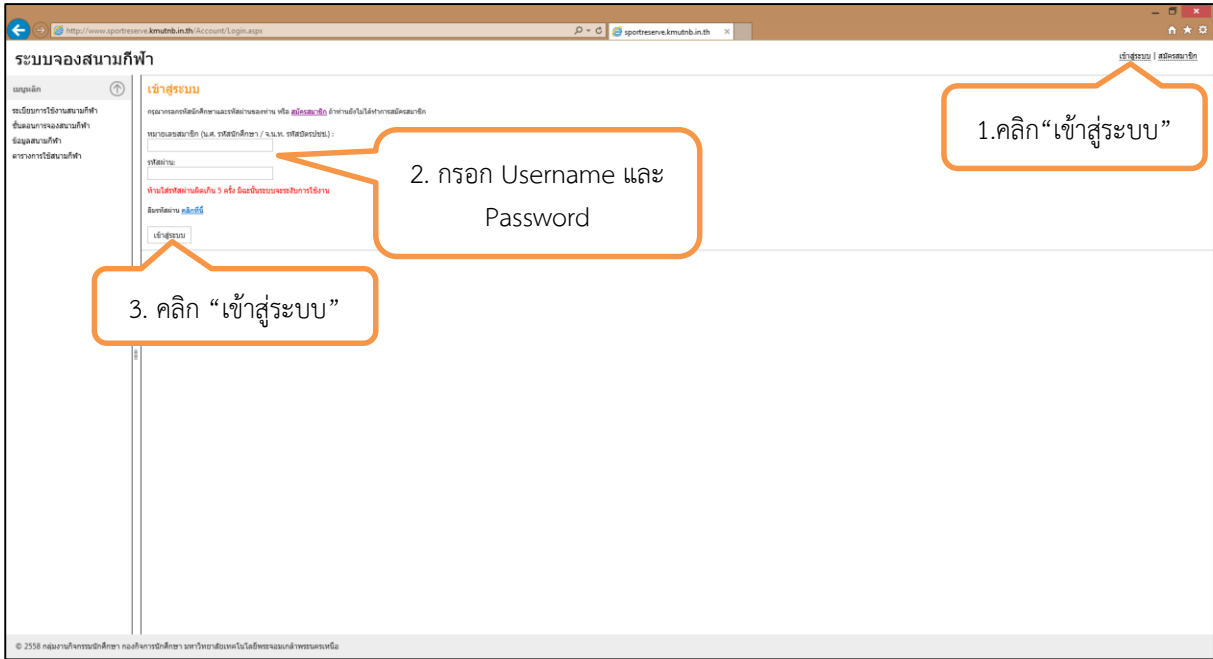 http://www.sportreserve.kmutnb.in.th/Account/Login.aspx
sportreserve.kmutnb.in.th
ระบบจองสนามกีฬา
เข้าสู่ระบบ | สมัครสมาชิก
เมนูหลัก
ระเบียบการใช้งานสนามกีฬา
ขั้นตอนการจองสนามกีฬา
ข้อมูลสนามกีฬา
ตารางการใช้สนามกีฬา
เข้าสู่ระบบ
กรุณากรอกรหัสนักศึกษาและรหัสผ่านของท่าน หรือ สมัครสมาชิก ถ้าท่านยังไม่ได้ทำการสมัครสมาชิก
หมายเลขสมาชิก (น.ศ. รหัสนักศึกษา / จ.น.ท. รหัสบัตรปชช.) :
รหัสผ่าน:
ห้ามใส่รหัสผ่านผิดเกิน 5 ครั้ง มิฉะนั้นระบบจะระงับการใช้งาน
ลืมรหัสผ่าน คลิกที่นี่
เข้าสู่ระบบ
1.คลิก“เข้าสู่ระบบ”
2. กรอก Username และ
Password
3. คลิก “เข้าสู่ระบบ”
© 2558 กลุ่มงานกิจกรรมนักศึกษา กองกิจการนักศึกษา มหาวิทยาลัยเทคโนโลยีพระจอมเกล้าพระนครเหนือ